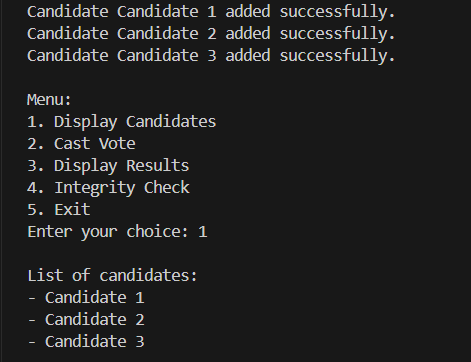 Candidate Candidate 1 added successfully.
Candidate Candidate 2 added successfully.
Candidate Candidate 3 added successfully.
Menu:
1. Display Candidates
2. Cast Vote
3. Display Results
4. Integrity Check
5. Exit
Enter your choice: 1
List of candidates:
- Candidate 1
- Candidate 2
- Candidate 3